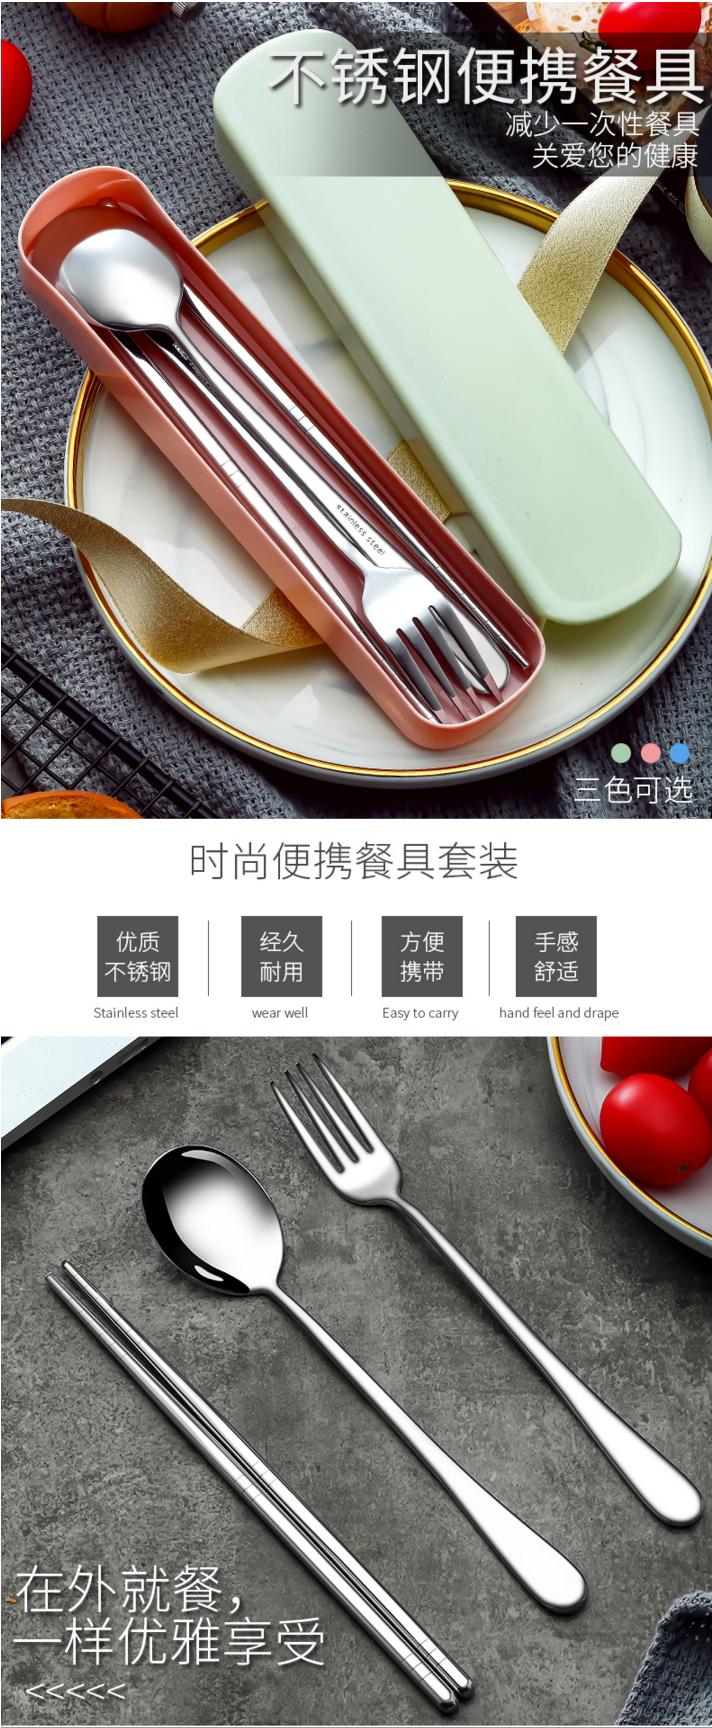 不锈钢便携餐具
减少一次性餐具
关爱您的健康
stainless steel
三色可选
时尚便携餐具套装
优质
不锈钢
Stainless steel
经久
耐用
wear well
方便
携带
Easy to carry
手感
舒适
hand feel and drape
在外就餐，
一样优雅享受
<<<<<